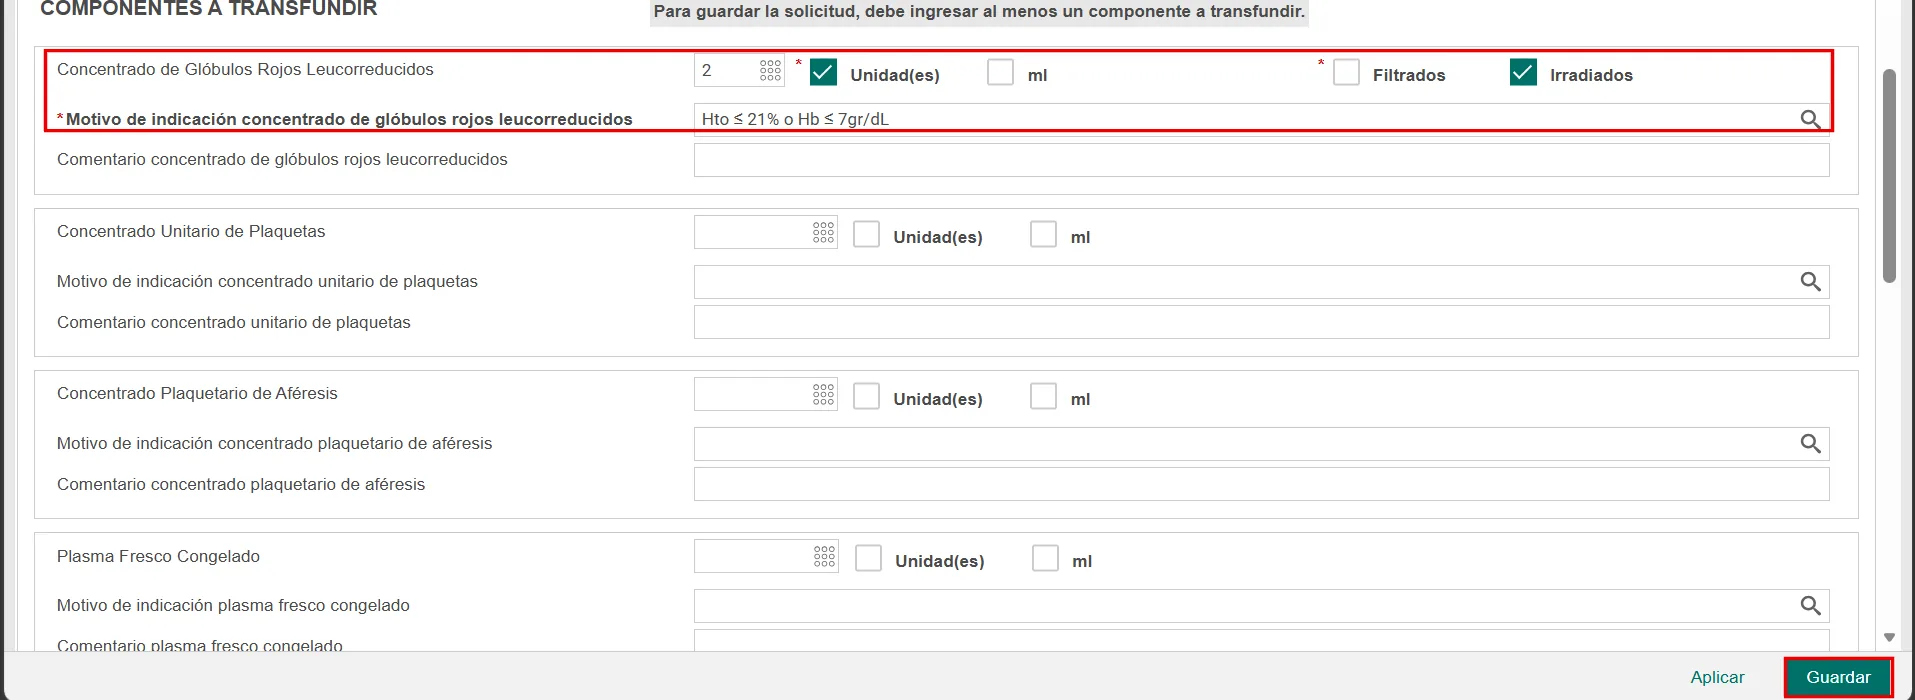 COMPONENTES A TRANSFUNDIR
Para guardar la solicitud, debe ingresar al menos un componente a transfundir.
Concentrado de Glóbulos Rojos Leucorreducidos 2 * Unidad(es) ml * Filtrados Irradiados
*Motivo de indicación concentrado de glóbulos rojos leucorreducidos Hto ≤ 21% o Hb ≤ 7gr/dL
Comentario concentrado de glóbulos rojos leucorreducidos
Concentrado Unitario de Plaquetas Unidad(es) ml
Motivo de indicación concentrado unitario de plaquetas
Comentario concentrado unitario de plaquetas
Concentrado Plaquetario de Aféresis Unidad(es) ml
Motivo de indicación concentrado plaquetario de aféresis
Comentario concentrado plaquetario de aféresis
Plasma Fresco Congelado Unidad(es) ml
Motivo de indicación plasma fresco congelado
Comentario plasma fresco congelado
Aplicar Guardar